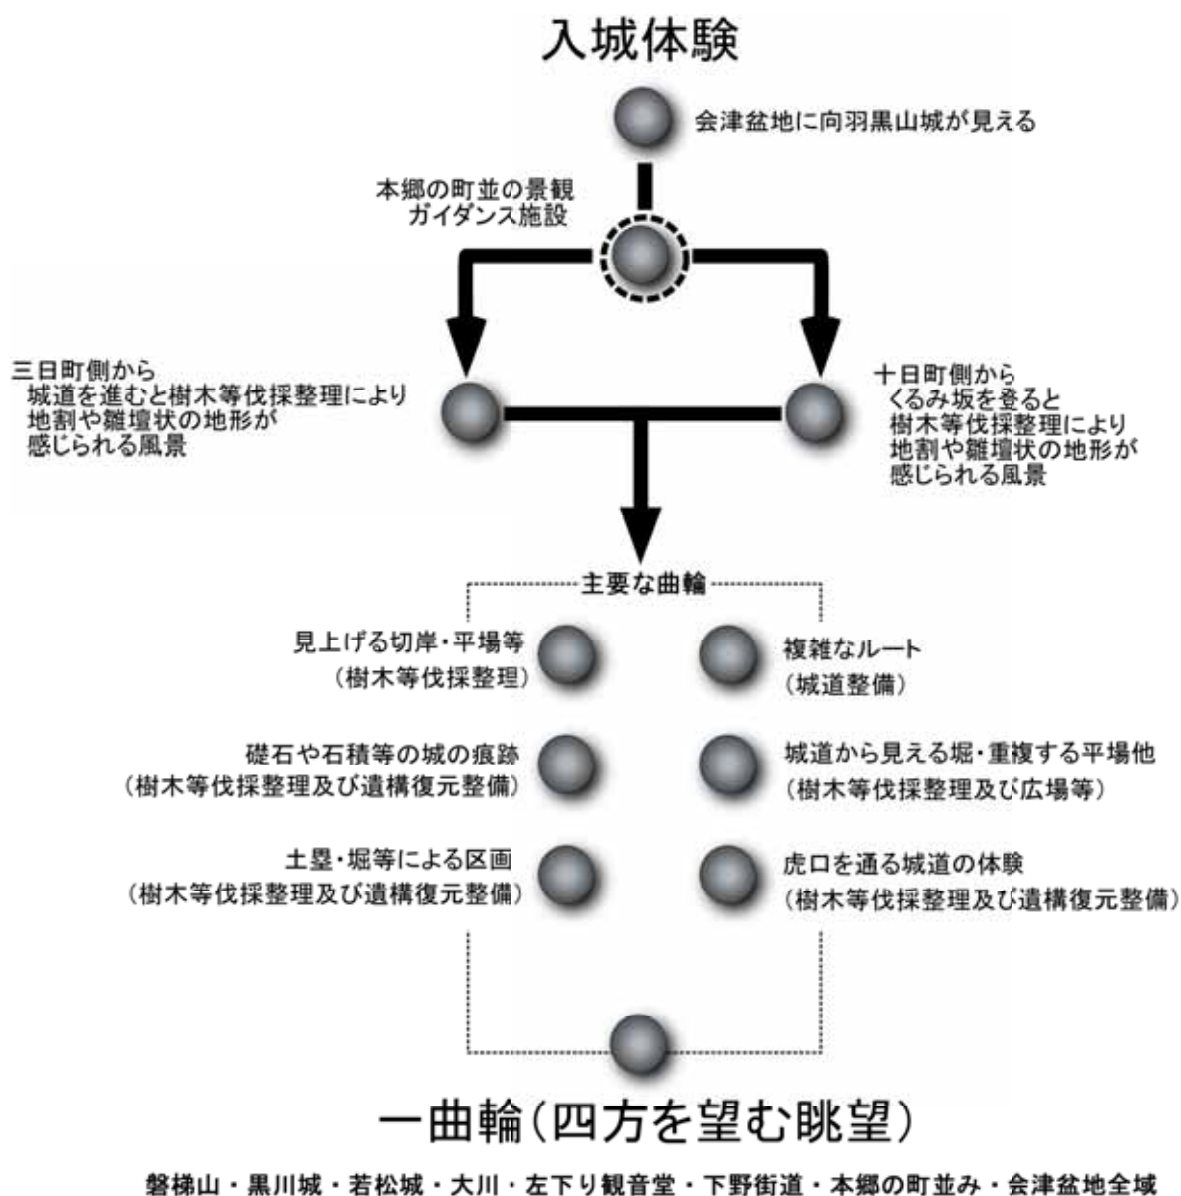 入城体験
会津盆地に向羽黒山城が見える
本郷の町並の景観
ガイダンス施設
三日町側から
城道を進むと樹木等伐採整理により
地割や雛壇状の地形が
感じられる風景
十日町側から
くるみ坂を登ると
樹木等伐採整理により
地割や雛壇状の地形が
感じられる風景
主要な曲輪
見上げる切岸・平場等
（樹木等伐採整理）
複雑なルート
（城道整備）
礎石や石積等の城の痕跡
（樹木等伐採整理及び遺構復元整備）
城道から見える堀・重複する平場他
（樹木等伐採整理及び広場等）
土塁・堀等による区画
（樹木等伐採整理及び遺構復元整備）
虎口を通る城道の体験
（樹木等伐採整理及び遺構復元整備）
一曲輪（四方を望む眺望）
磐梯山・黒川城・若松城・大川・左下り観音堂・下野街道・本郷の町並み・会津盆地全域